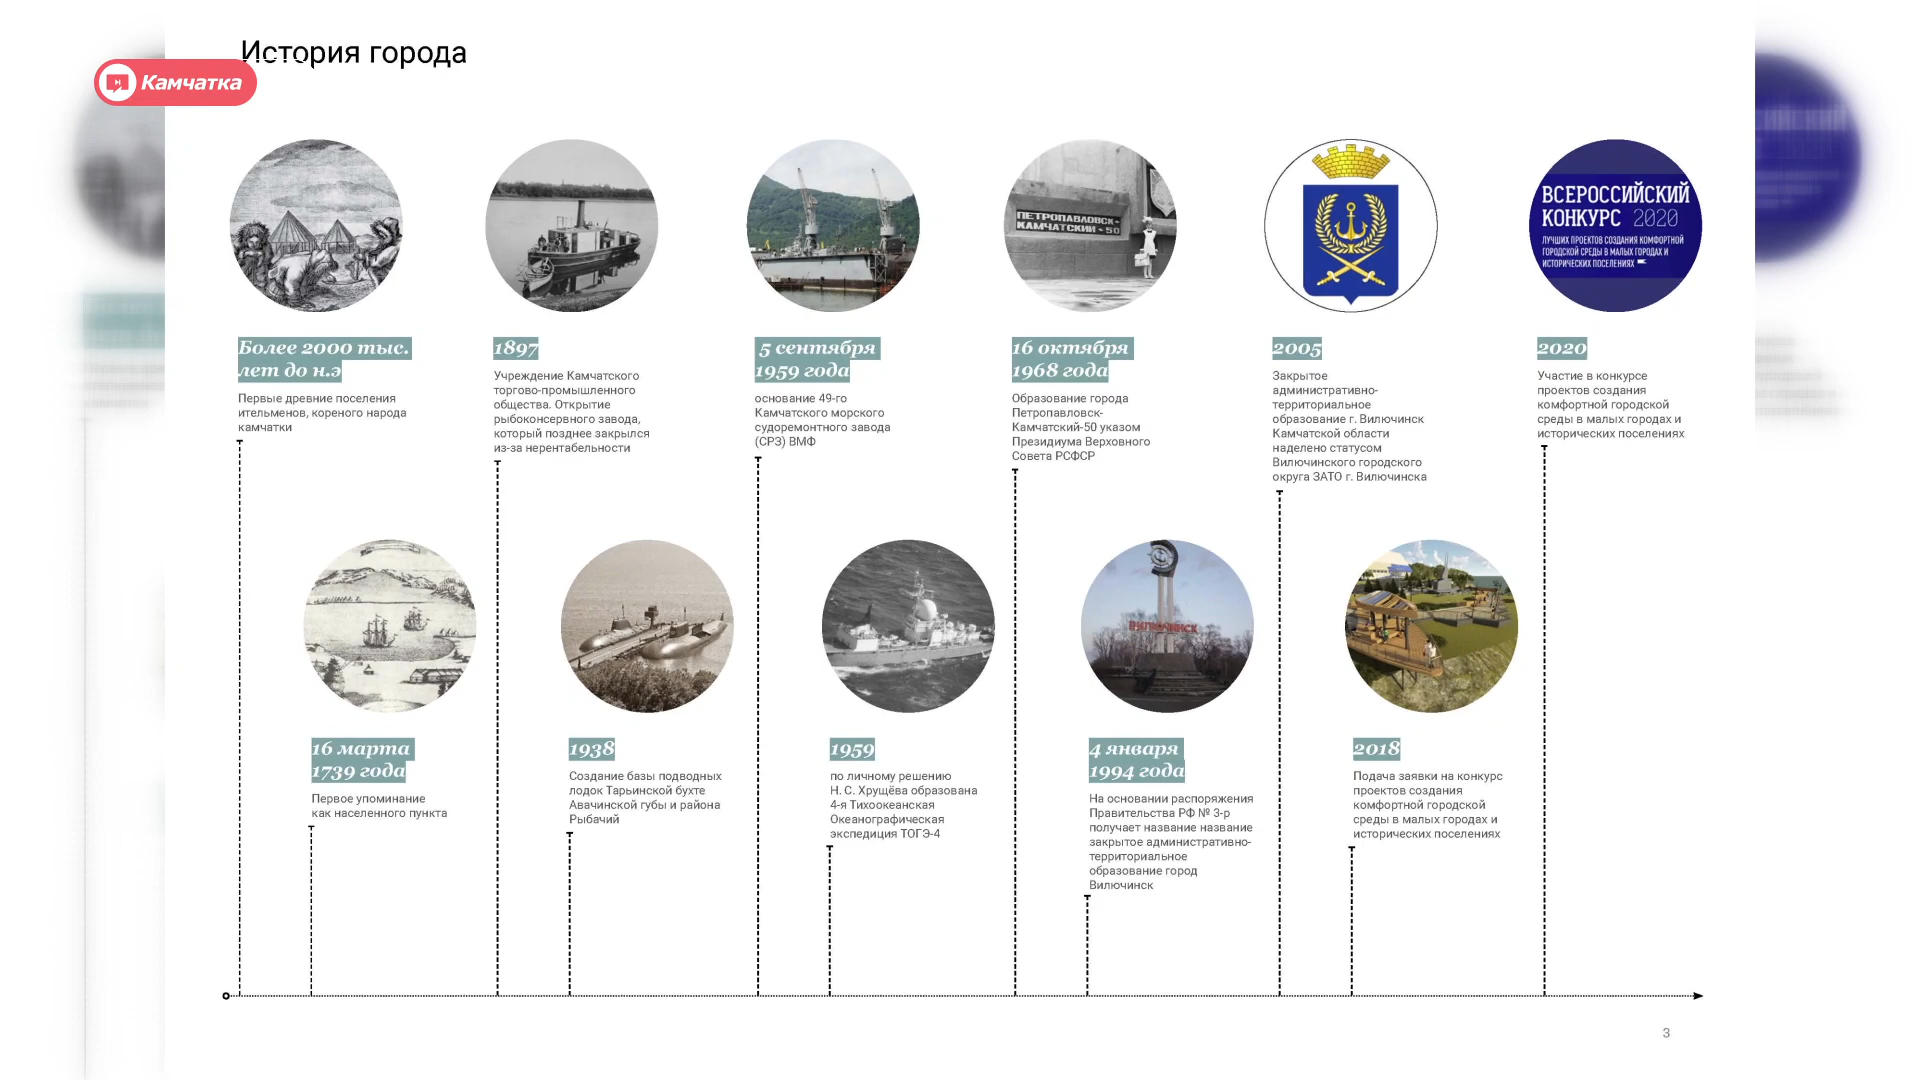 История города
Камчатка
ПЕТРОПАВЛОВСК-
КАМЧАТСКИЙ-50
ВСЕРОССИЙСКИЙ
КОНКУРС 2020
ЛУЧШИХ ПРОЕКТОВ СОЗДАНИЯ КОМФОРТНОЙ
ГОРОДСКОЙ СРЕДЫ В МАЛЫХ ГОРОДАХ И
ИСТОРИЧЕСКИХ ПОСЕЛЕНИЯХ
Более 2000 тыс.
лет до н.э
Первые древние поселения
ительменов, кореного народа
камчатки
1897
Учреждение Камчатского
торгово-промышленного
общества. Открытие
рыбоконсервного завода,
который позднее закрылся
из-за нерентабельности
5 сентября
1959 года
основание 49-го
Камчатского морского
судоремонтного завода
(СРЗ) ВМФ
16 октября
1968 года
Образование города
Петропавловск-
Камчатский-50 указом
Президиума Верховного
Совета РСФСР
2005
Закрытое
административно-
территориальное
образование г. Вилючинск
Камчатской области
наделено статусом
Вилючинского городского
округа ЗАТО г. Вилючинска
2020
Участие в конкурсе
проектов создания
комфортной городской
среды в малых городах и
исторических поселениях
ВИЛЮЧИНСК
16 марта
1739 года
Первое упоминание
как населенного пункта
1938
Создание базы подводных
лодок Тарьинской бухте
Авачинской губы и района
Рыбачий
1959
по личному решению
Н. С. Хрущёва образована
4-я Тихоокеанская
Океанографическая
экспедиция ТОГЭ-4
4 января
1994 года
На основании распоряжения
Правительства РФ № 3-р
получает название название
закрытое административно-
территориальное
образование город
Вилючинск
2018
Подача заявки на конкурс
проектов создания
комфортной городской
среды в малых городах и
исторических поселениях
3